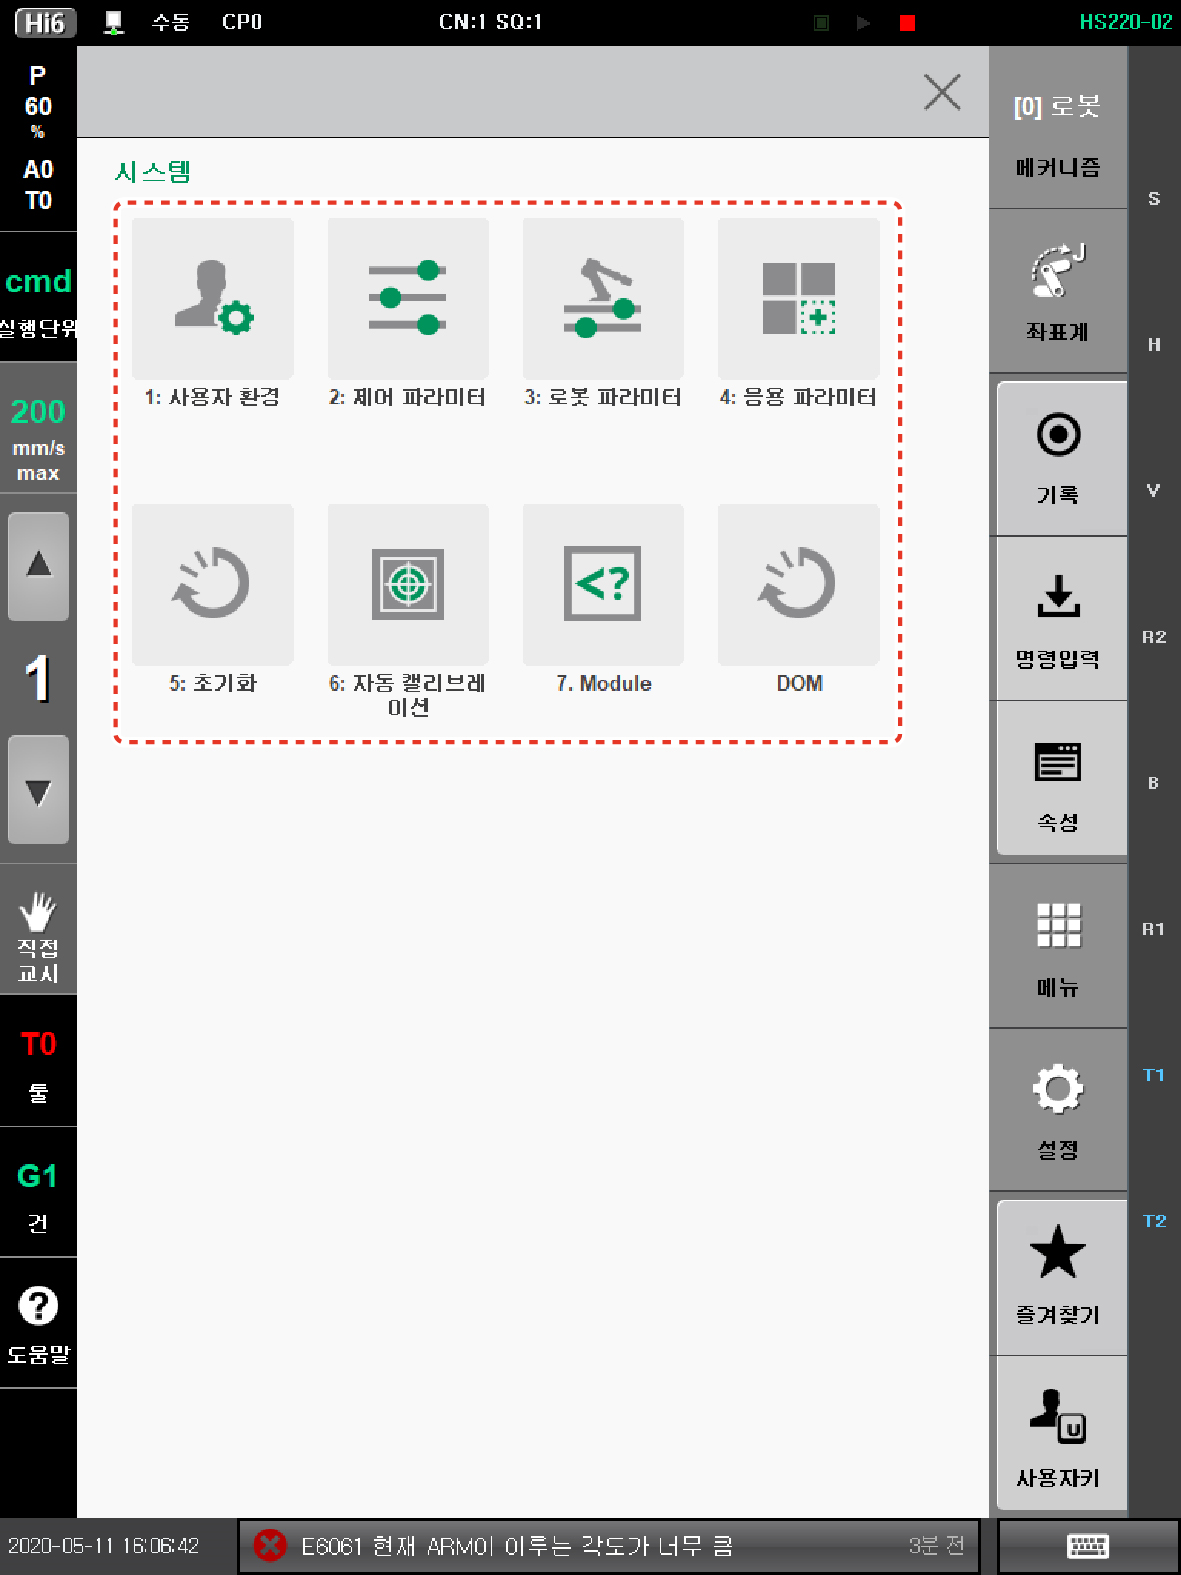 Hi6 수동 CP0 CN:1 SQ:1 HS220-02
P
60
%
A0
T0
cmd
실행단위
200
mm/s
max
1
직접
교시
T0
툴
G1
건
도움말
시스템
1: 사용자 환경 2: 제어 파라미터 3: 로봇 파라미터 4: 응용 파라미터
5: 초기화 6: 자동 캘리브레이션 7. Module DOM
[0] 로봇
메커니즘
J
좌표계
기록
명령입력
속성
메뉴
설정
즐겨찾기
U
사용자키
S
H
V
R2
B
R1
T1
T2
2020-05-11 16:06:42 E6061 현재 ARM이 이루는 각도가 너무 큼 3분 전